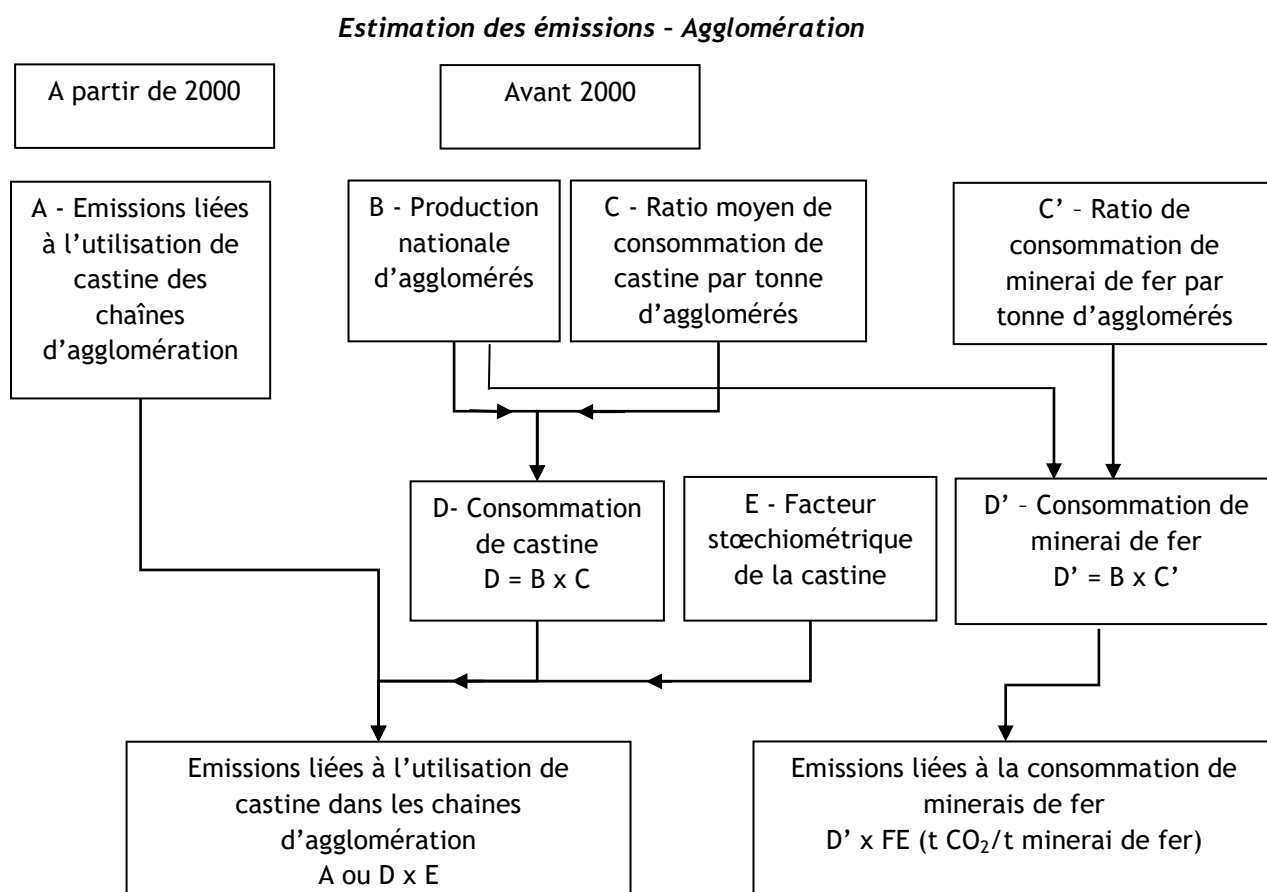 Estimation des émissions – Agglomération
A partir de 2000
Avant 2000
A - Emissions liées
à l’utilisation de
castine des
chaînes
d’agglomération
B - Production
nationale
d’agglomérés
C - Ratio moyen de
consommation de
castine par tonne
d’agglomérés
C’ – Ratio de
consommation de
minerai de fer par
tonne d’agglomérés
D- Consommation
de castine
D = B x C
E - Facteur
stœchiométrique
de la castine
D’ – Consommation de
minerai de fer
D’ = B x C’
Emissions liées à l’utilisation de
castine dans les chaines
d’agglomération
A ou D x E
Emissions liées à la consommation de
minerais de fer
D’ x FE (t CO₂/t minerai de fer)